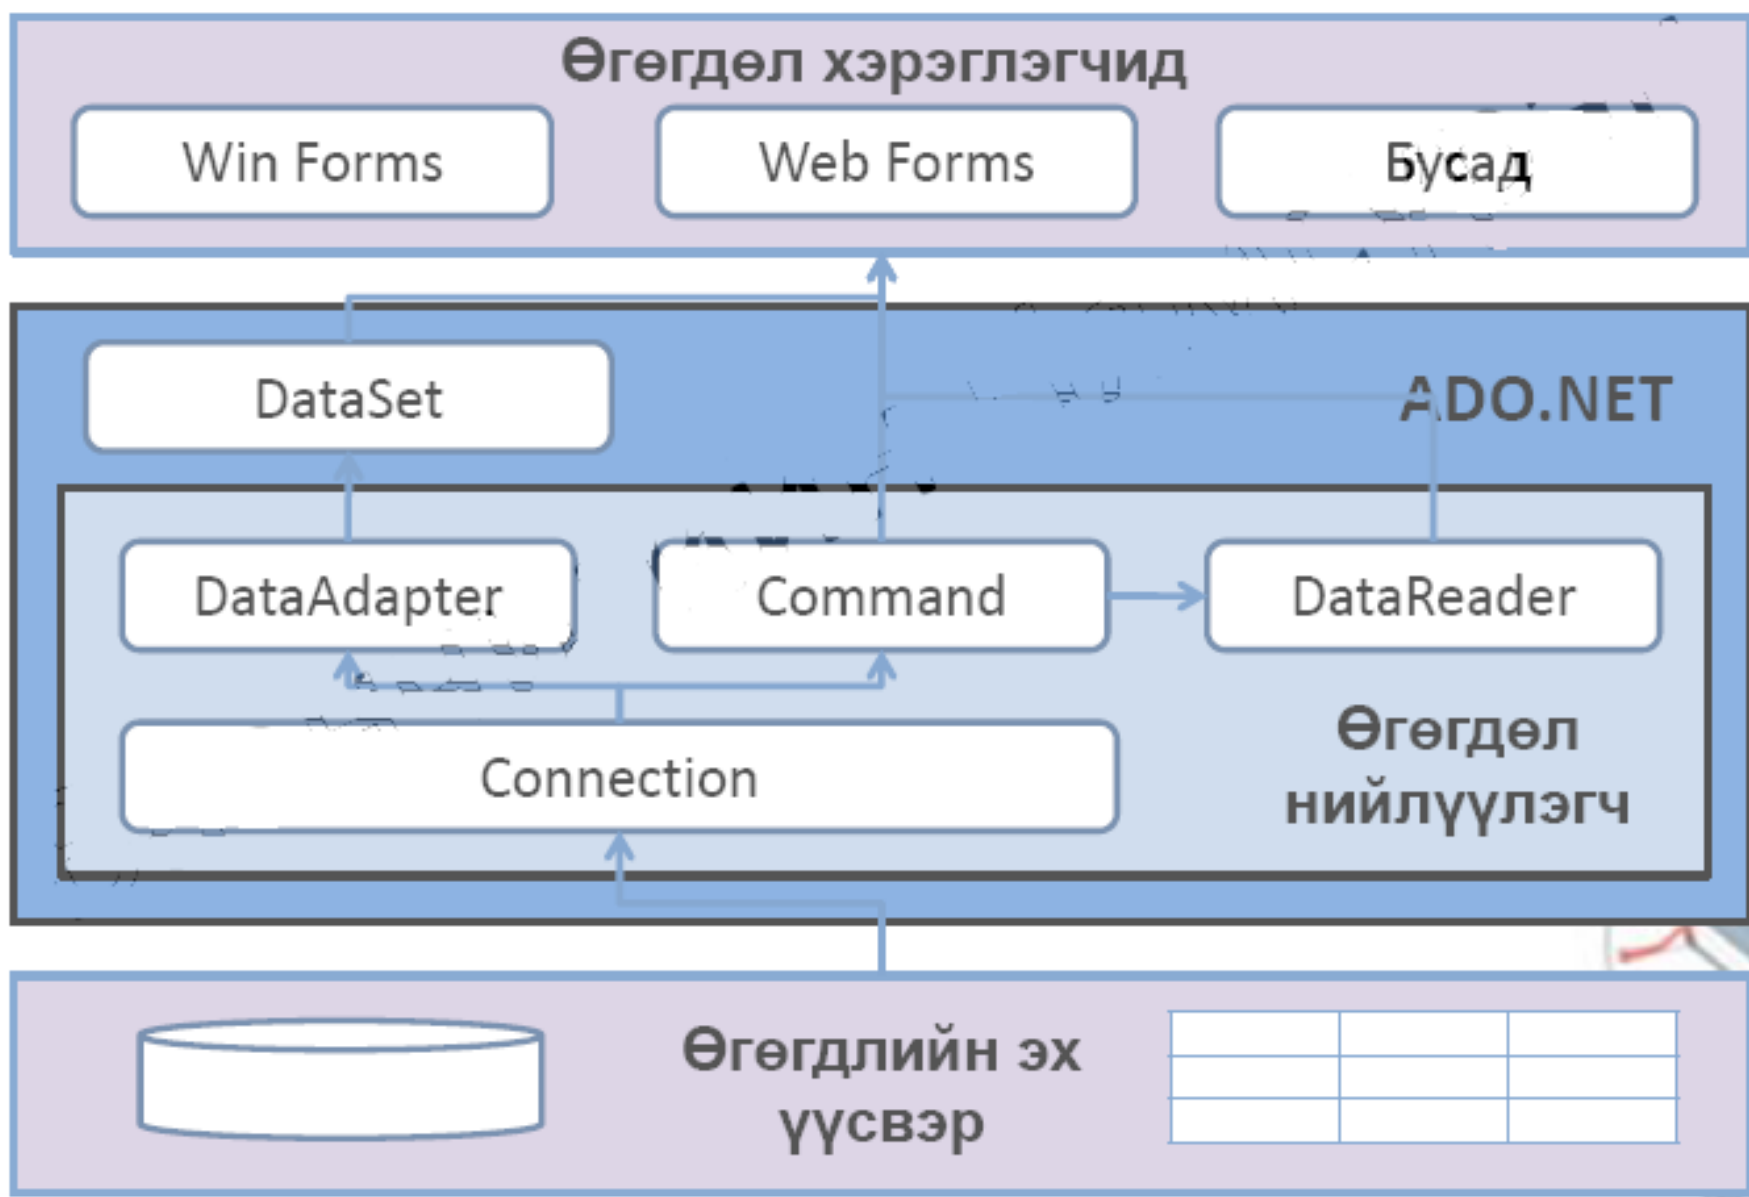 Өгөгдөл хэрэглэгчид
Win Forms
Web Forms
Бусад
DataSet
ADO.NET
DataAdapter
Command
DataReader
Connection
Өгөгдөл
нийлүүлэгч
Өгөгдлийн эх
үүсвэр